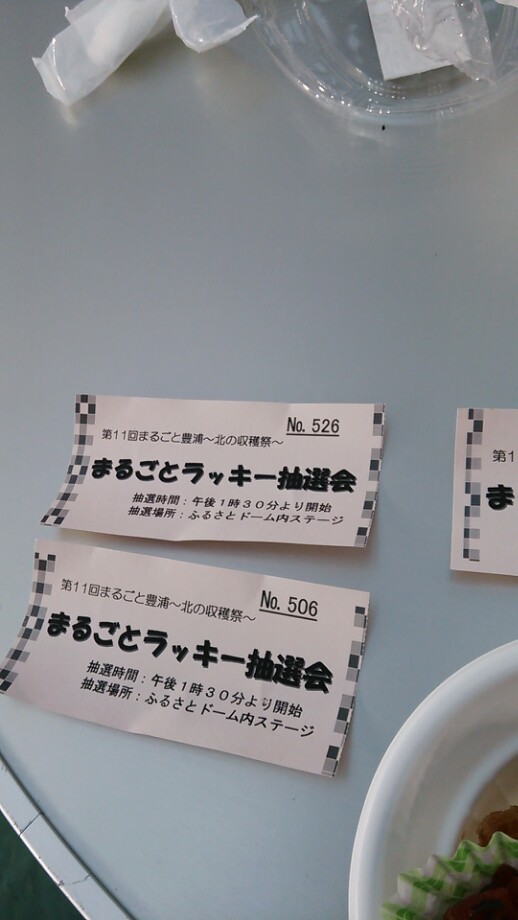 No. 526
第11回まるごと豊浦～北の収穫祭～
まるごとラッキー抽選会
抽選時間：午後1時30分より開始
抽選場所：ふるさとドーム内ステージ
No. 506
第11回まるごと豊浦～北の収穫祭～
まるごとラッキー抽選会
抽選時間：午後1時30分より開始
抽選場所：ふるさとドーム内ステージ
第1
ま